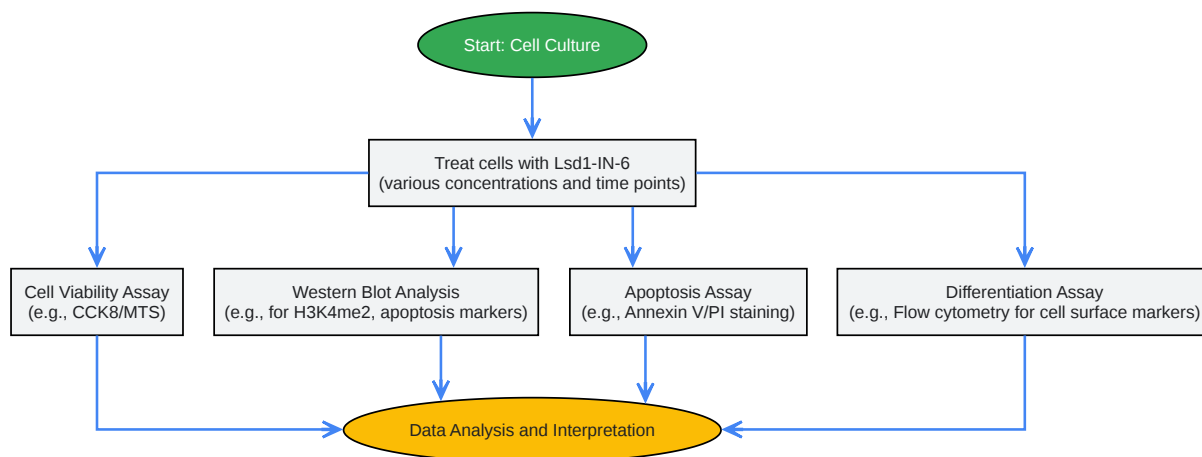 Start: Cell Culture
Treat cells with Lsd1-IN-6
(various concentrations and time points)
Cell Viability Assay
(e.g., CCK8/MTS)
Western Blot Analysis
(e.g., for H3K4me2, apoptosis markers)
Apoptosis Assay
(e.g., Annexin V/PI staining)
Differentiation Assay
(e.g., Flow cytometry for cell surface markers)
Data Analysis and Interpretation